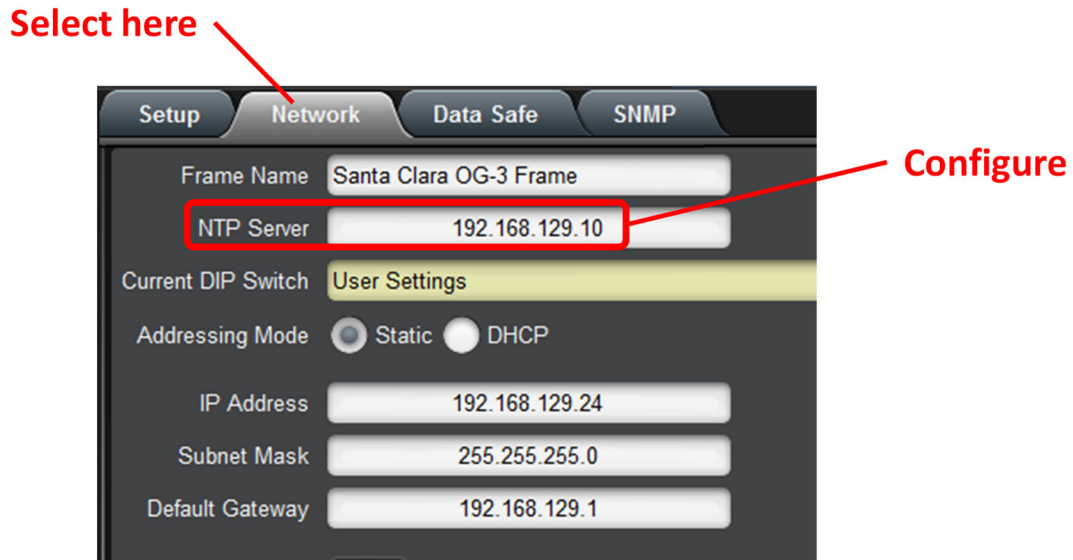 Select here
Setup Network Data Safe SNMP
Frame Name Santa Clara OG-3 Frame
Configure
NTP Server 192.168.129.10
Current DIP Switch User Settings
Addressing Mode Static DHCP
IP Address 192.168.129.24
Subnet Mask 255.255.255.0
Default Gateway 192.168.129.1